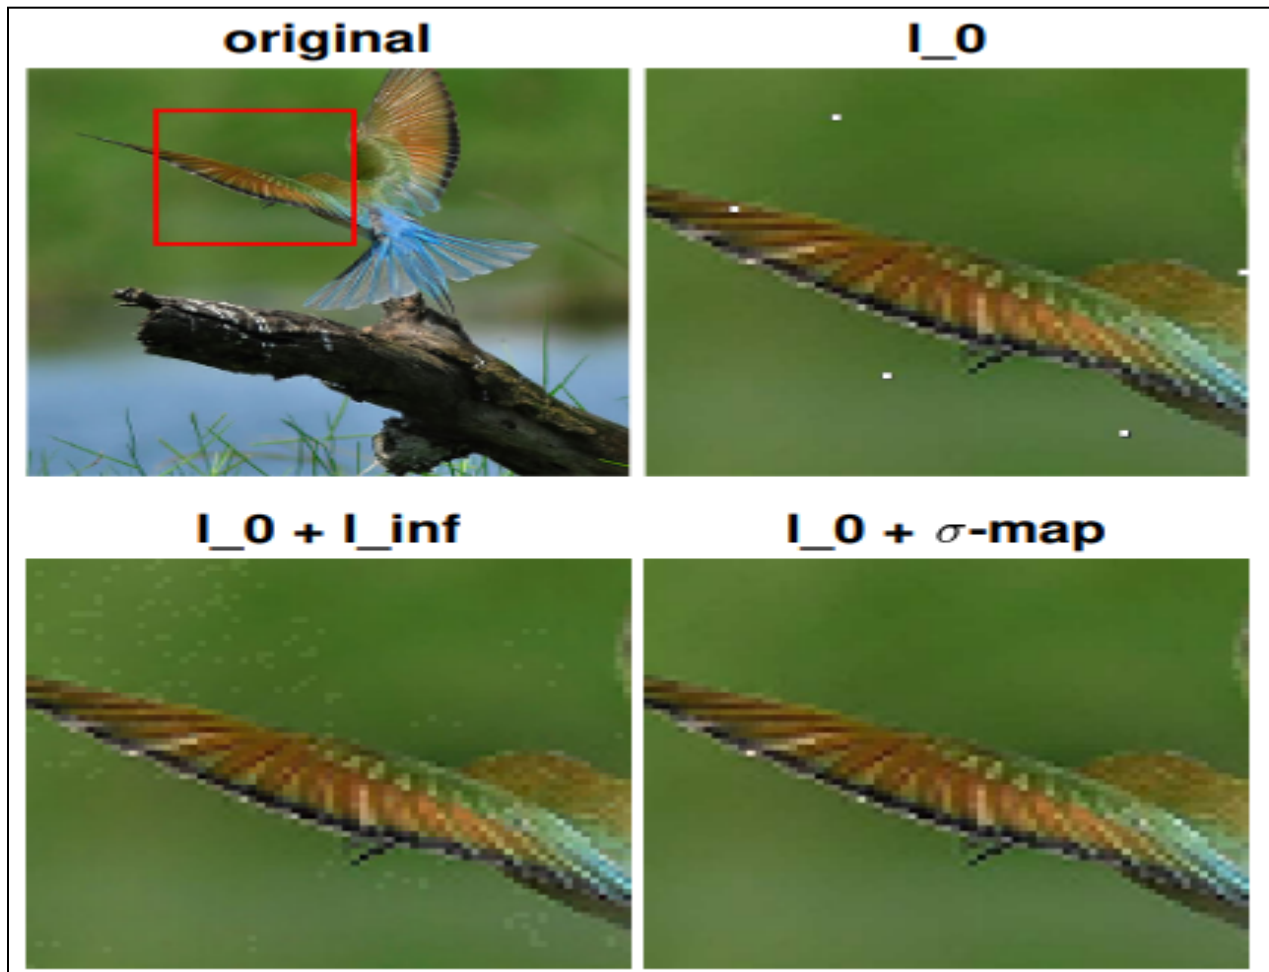 original
l_0
l_0 + l_inf
l_0 + σ-map